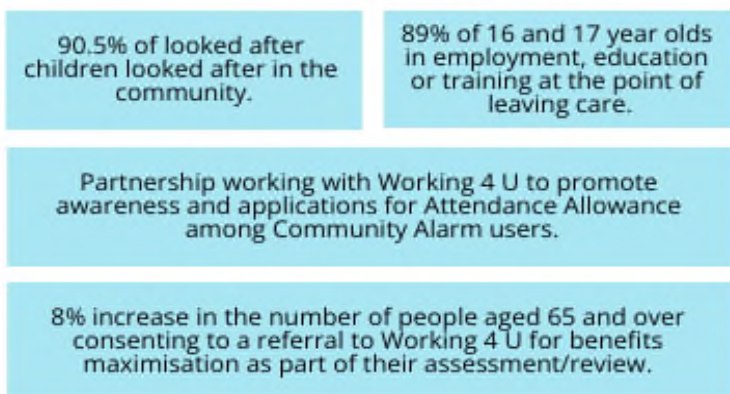 90.5% of looked after
children looked after in the
community.
89% of 16 and 17 year olds
in employment, education
or training at the point of
leaving care.
Partnership working with Working 4 U to promote
awareness and applications for Attendance Allowance
among Community Alarm users.
8% increase in the number of people aged 65 and over
consenting to a referral to Working 4 U for benefits
maximisation as part of their assessment/review.